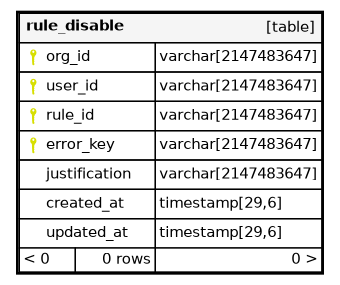 rule_disable [table]
org_id varchar[2147483647]
user_id varchar[2147483647]
rule_id varchar[2147483647]
error_key varchar[2147483647]
justification varchar[2147483647]
created_at timestamp[29,6]
updated_at timestamp[29,6]
< 0 0 rows 0 >